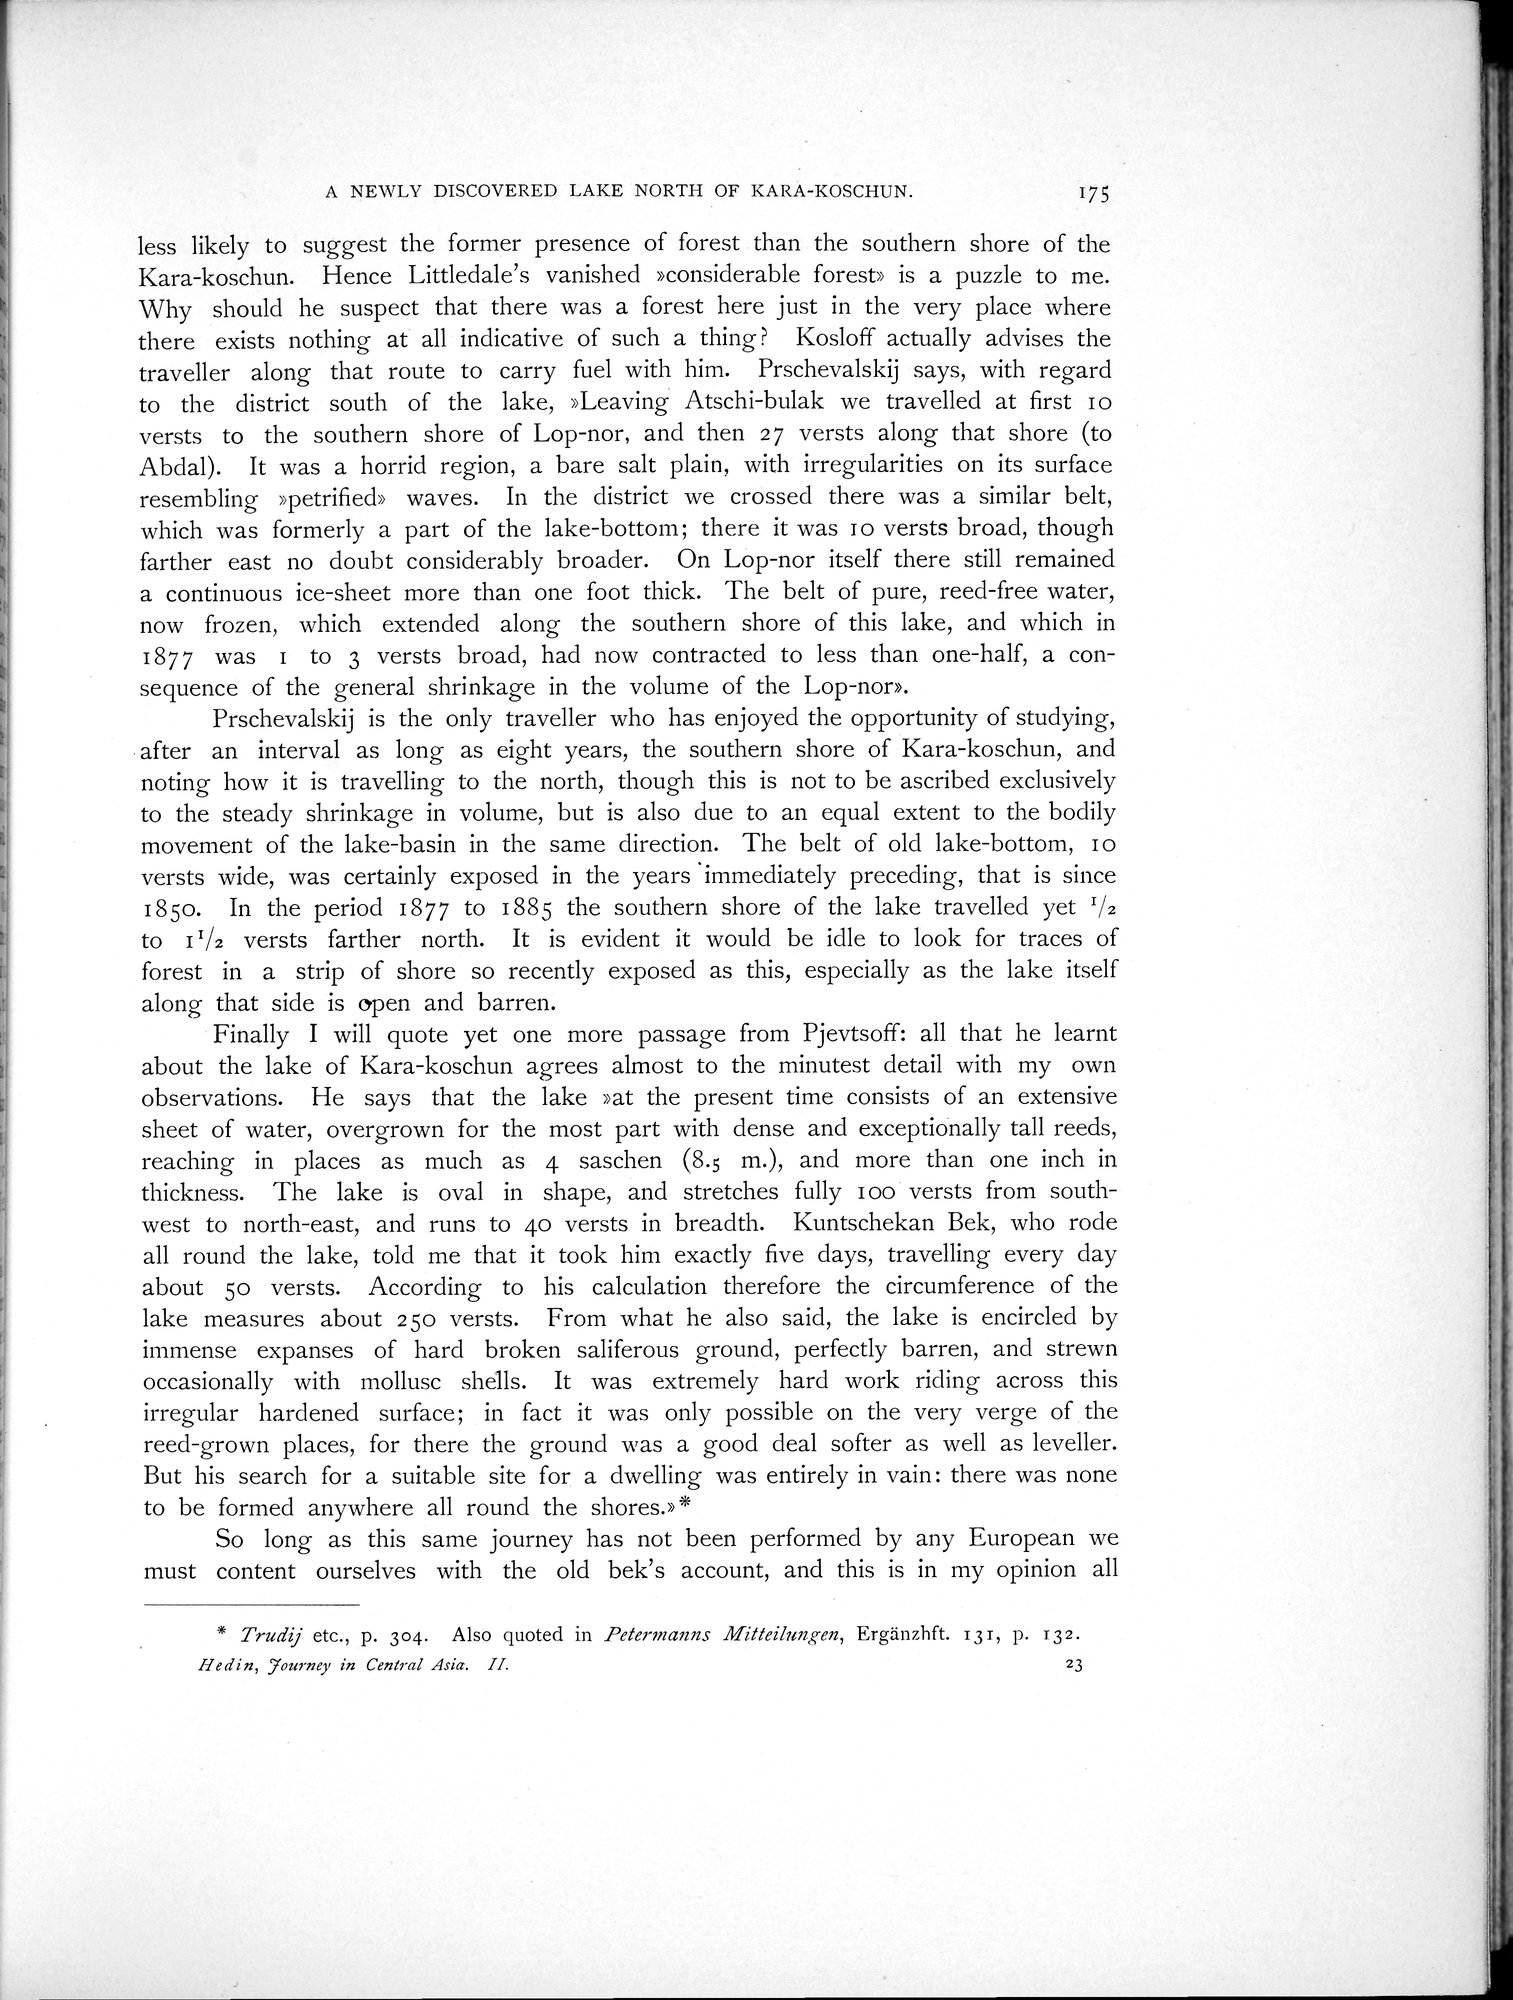 A NEWLY DISCOVERED LAKE NORTH OF KARA-KOSCHUN. 175
less likely to suggest the former presence of forest than the southern shore of the
Kara-koschun. Hence Littledale's vanished »considerable forest» is a puzzle to me.
Why should he suspect that there was a forest here just in the very place where
there exists nothing at all indicative of such a thing? Kosloff actually advises the
traveller along that route to carry fuel with him. Prschevalskij says, with regard
to the district south of the lake, »Leaving Atschi-bulak we travelled at first 10
versts to the southern shore of Lop-nor, and then 27 versts along that shore (to
Abdal). It was a horrid region, a bare salt plain, with irregularities on its surface
resembling »petrified» waves. In the district we crossed there was a similar belt,
which was formerly a part of the lake-bottom; there it was 10 versts broad, though
farther east no doubt considerably broader. On Lop-nor itself there still remained
a continuous ice-sheet more than one foot thick. The belt of pure, reed-free water,
now frozen, which extended along the southern shore of this lake, and which in
1877 was 1 to 3 versts broad, had now contracted to less than one-half, a con-
sequence of the general shrinkage in the volume of the Lop-nor».
Prschevalskij is the only traveller who has enjoyed the opportunity of studying,
after an interval as long as eight years, the southern shore of Kara-koschun, and
noting how it is travelling to the north, though this is not to be ascribed exclusively
to the steady shrinkage in volume, but is also due to an equal extent to the bodily
movement of the lake-basin in the same direction. The belt of old lake-bottom, 10
versts wide, was certainly exposed in the years immediately preceding, that is since
1850. In the period 1877 to 1885 the southern shore of the lake travelled yet 1/2
to 1 1/2 versts farther north. It is evident it would be idle to look for traces of
forest in a strip of shore so recently exposed as this, especially as the lake itself
along that side is open and barren.
Finally I will quote yet one more passage from Pjevtsoff: all that he learnt
about the lake of Kara-koschun agrees almost to the minutest detail with my own
observations. He says that the lake »at the present time consists of an extensive
sheet of water, overgrown for the most part with dense and exceptionally tall reeds,
reaching in places as much as 4 saschen (8.5 m.), and more than one inch in
thickness. The lake is oval in shape, and stretches fully 100 versts from south-
west to north-east, and runs to 40 versts in breadth. Kuntschekan Bek, who rode
all round the lake, told me that it took him exactly five days, travelling every day
about 50 versts. According to his calculation therefore the circumference of the
lake measures about 250 versts. From what he also said, the lake is encircled by
immense expanses of hard broken saliferous ground, perfectly barren, and strewn
occasionally with mollusc shells. It was extremely hard work riding across this
irregular hardened surface; in fact it was only possible on the very verge of the
reed-grown places, for there the ground was a good deal softer as well as leveller.
But his search for a suitable site for a dwelling was entirely in vain: there was none
to be formed anywhere all round the shores.»*
So long as this same journey has not been performed by any European we
must content ourselves with the old bek's account, and this is in my opinion all
* Trudij etc., p. 304. Also quoted in Petermanns Mitteilungen, Ergänzhft. 131, p. 132.
Hedin, Journey in Central Asia. II. 23